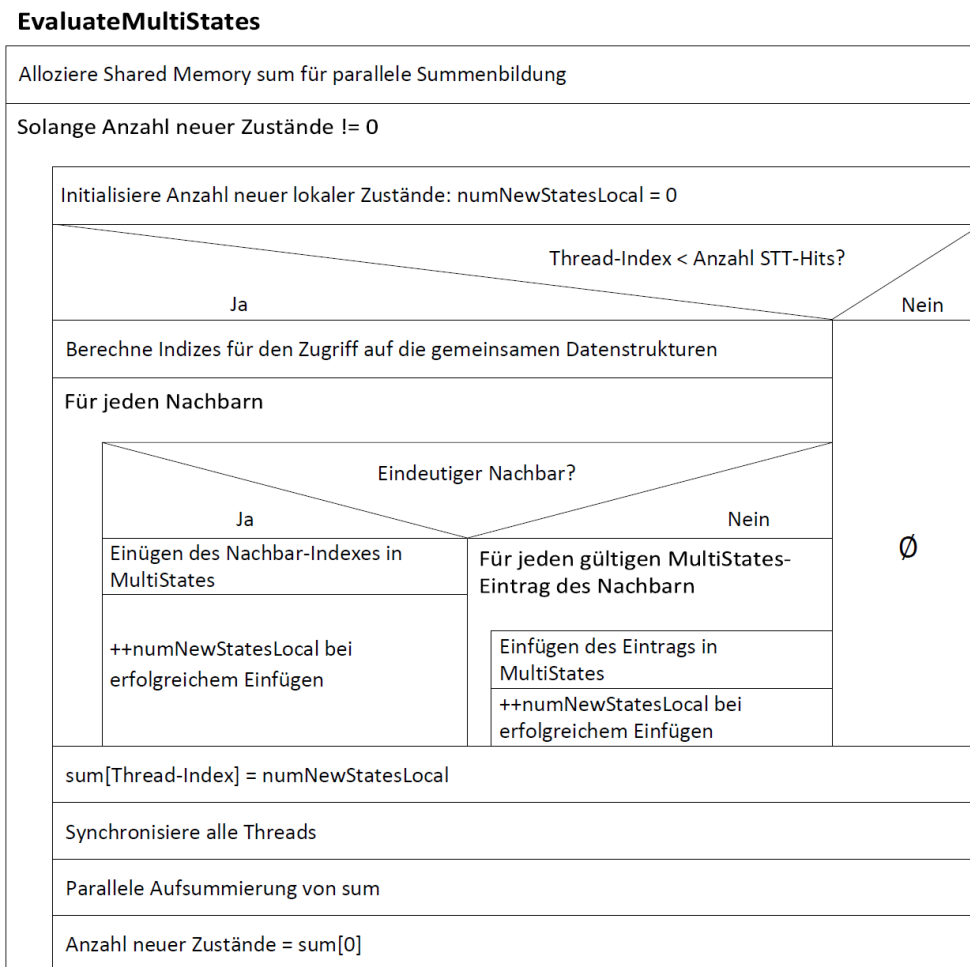 EvaluateMultiStates
Alloziere Shared Memory sum für parallele Summenbildung
Solange Anzahl neuer Zustände != 0
Initialisiere Anzahl neuer lokaler Zustände: numNewStatesLocal = 0
Thread-Index < Anzahl STT-Hits?
Ja
Nein
Berechne Indizes für den Zugriff auf die gemeinsamen Datenstrukturen
Für jeden Nachbarn
Eindeutiger Nachbar?
Ja
Nein
Einügen des Nachbar-Indexes in
MultiStates
++numNewStatesLocal bei
erfolgreichem Einfügen
Für jeden gültigen MultiStates-
Eintrag des Nachbarn
Einfügen des Eintrags in
MultiStates
++numNewStatesLocal bei
erfolgreichem Einfügen
Ø
sum[Thread-Index] = numNewStatesLocal
Synchronisiere alle Threads
Parallele Aufsummierung von sum
Anzahl neuer Zustände = sum[0]